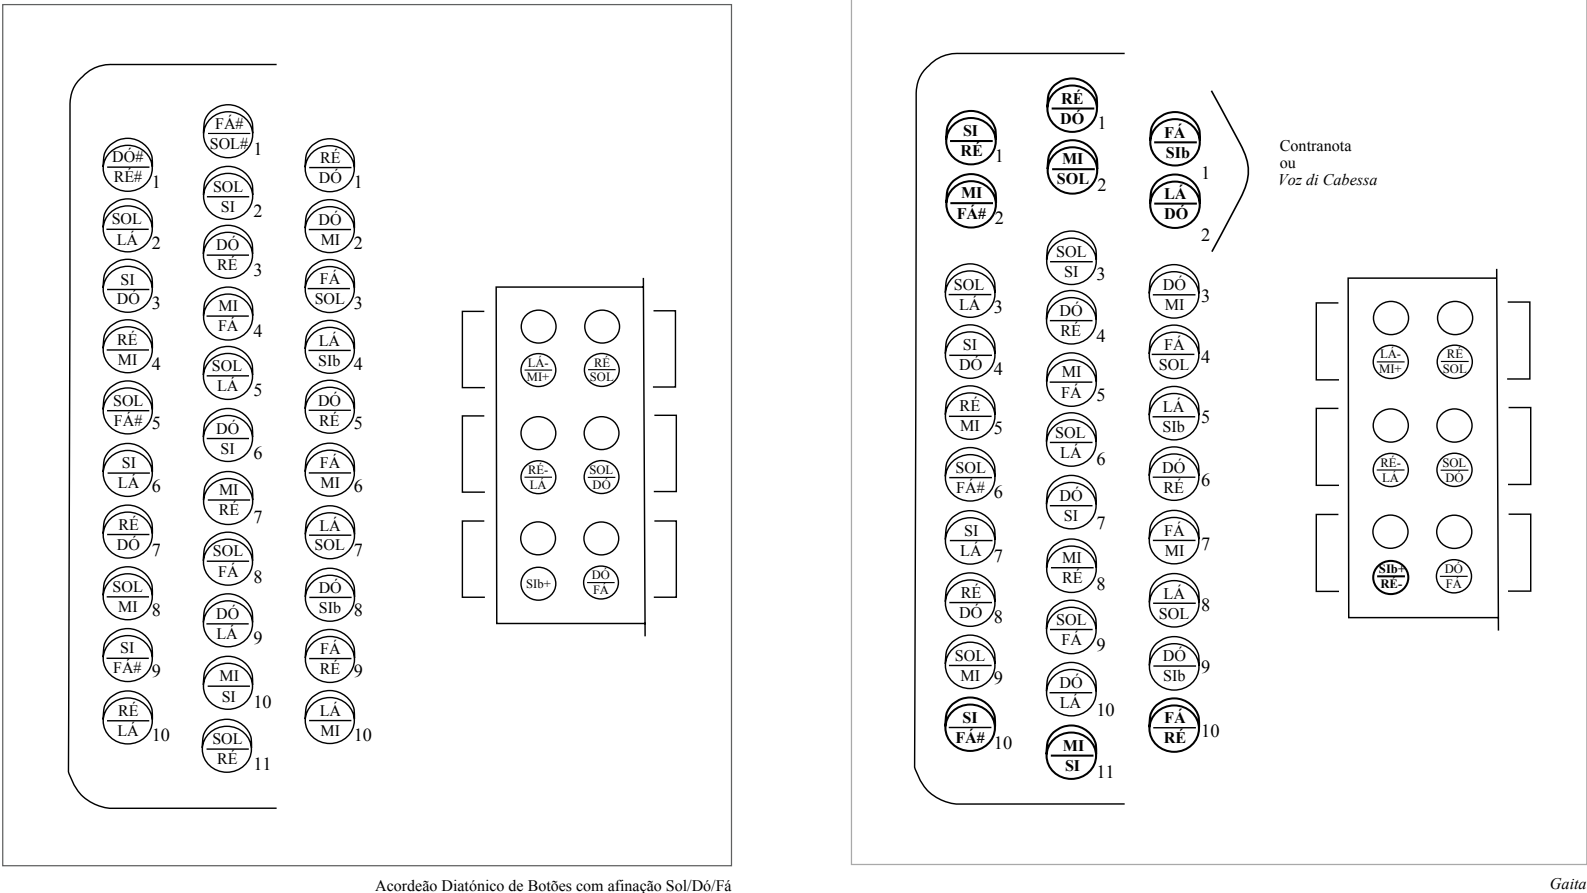 DÓ#
RÉ#
1
SOL
LÁ
2
SI
DÓ
3
RÉ
MI
4
SOL
FÁ#
5
SI
LÁ
6
RÉ
DÓ
7
SOL
MI
8
SI
FÁ#
9
RÉ
LÁ
10
FÁ#
SOL#
1
SOL
SI
2
DÓ
RÉ
3
MI
FÁ
4
SOL
LÁ
5
DÓ
SI
6
MI
RÉ
7
SOL
FÁ
8
DÓ
LÁ
9
MI
SI
10
SOL
RÉ
11
RÉ
DÓ
1
DÓ
MI
2
FÁ
SOL
3
LÁ
SIb
4
DÓ
RÉ
5
FÁ
MI
6
LÁ
SOL
7
DÓ
SIb
8
FÁ
RÉ
9
LÁ
MI
10
LÁ-
MI+
RÉ
SOL
RÉ-
LÁ
SOL
DÓ
SIb+
DÓ
FÁ
Acordeão Diatónico de Botões com afinação Sol/Dó/Fá
SI
RÉ
1
MI
FÁ#
2
SOL
LÁ
3
SI
DÓ
4
RÉ
MI
5
SOL
FÁ#
6
SI
LÁ
7
RÉ
DÓ
8
SOL
MI
9
SI
FÁ#
10
RÉ
DÓ
1
MI
SOL
2
SOL
SI
3
DÓ
RÉ
4
MI
FÁ
5
SOL
LÁ
6
DÓ
SI
7
MI
RÉ
8
SOL
FÁ
9
DÓ
LÁ
10
MI
SI
11
FÁ
SIb
1
LÁ
DÓ
2
DÓ
MI
3
FÁ
SOL
4
LÁ
SIb
5
DÓ
RÉ
6
FÁ
MI
7
LÁ
SOL
8
DÓ
SIb
9
FÁ
RÉ
10
Contranota
ou
Voz di Cabessa
LÁ-
MI+
RÉ
SOL
RÉ-
LÁ
SOL
DÓ
SIb+
RÉ-
DÓ
FÁ
Gaita